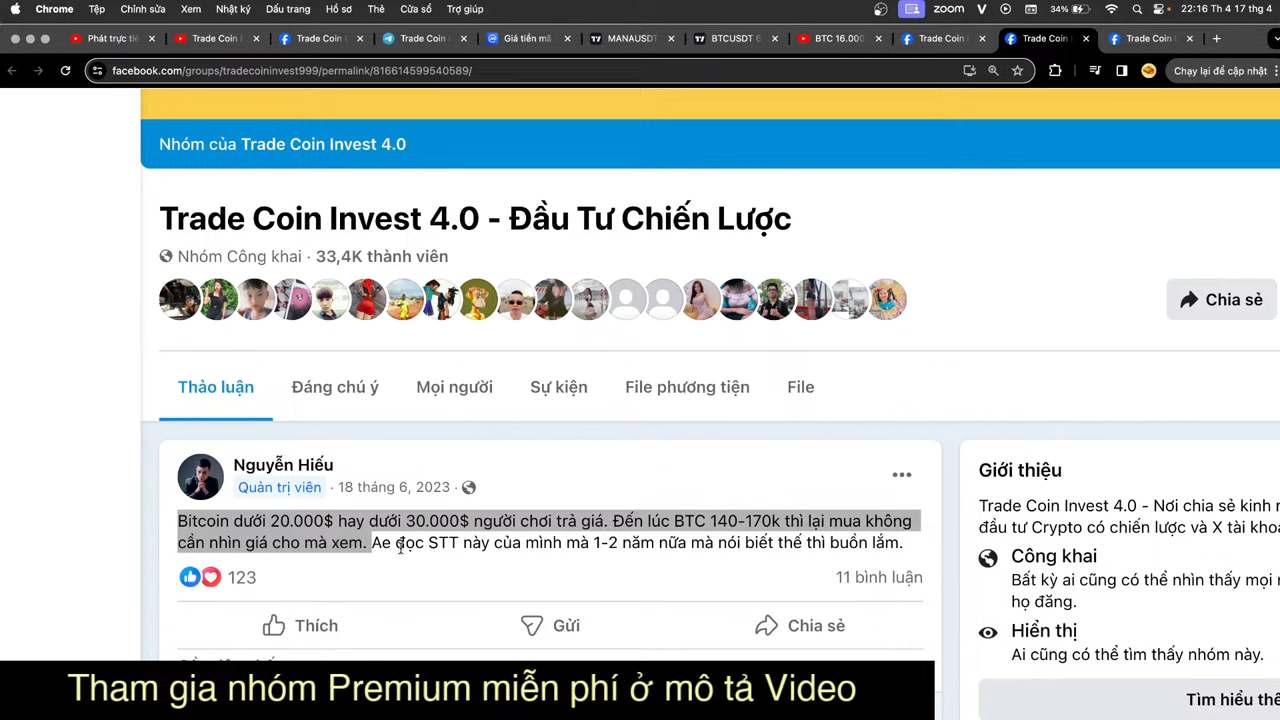 Chrome Tệp Chỉnh sửa Xem Nhật ký Dấu trang Hồ sơ Thẻ Cửa sổ Trợ giúp zoom 34% 22:16 Th 4 17 thg 4
Phát trực tiế Trade Coin I Trade Coin Trade Coin I Giá tiền mã MANAUSDT BTCUSDT 6 BTC 16.000 Trade Coin I Trade Coin Trade Coin
facebook.com/groups/tradecoininvest999/permalink/816614599540589/ Chạy lại để cập nhật
Nhóm của Trade Coin Invest 4.0
Trade Coin Invest 4.0 - Đầu Tư Chiến Lược
Nhóm Công khai · 33,4K thành viên
Chia sẻ
Thảo luận Đáng chú ý Mọi người Sự kiện File phương tiện File
Nguyễn Hiếu
Quản trị viên · 18 tháng 6, 2023 ·
Bitcoin dưới 20.000$ hay dưới 30.000$ người chơi trả giá. Đến lúc BTC 140-170k thì lại mua không
cần nhìn giá cho mà xem. Ae đọc STT này của mình mà 1-2 năm nữa mà nói biết thế thì buồn lắm.
123 11 bình luận
Thích Gửi Chia sẻ
Giới thiệu
Trade Coin Invest 4.0 - Nơi chia sẻ kinh
đầu tư Crypto có chiến lược và X tài khoả
Công khai
Bất kỳ ai cũng có thể nhìn thấy mọi
họ đăng.
Hiển thị
Ai cũng có thể tìm thấy nhóm này.
Tìm hiểu thê
Tham gia nhóm Premium miễn phí ở mô tả Video